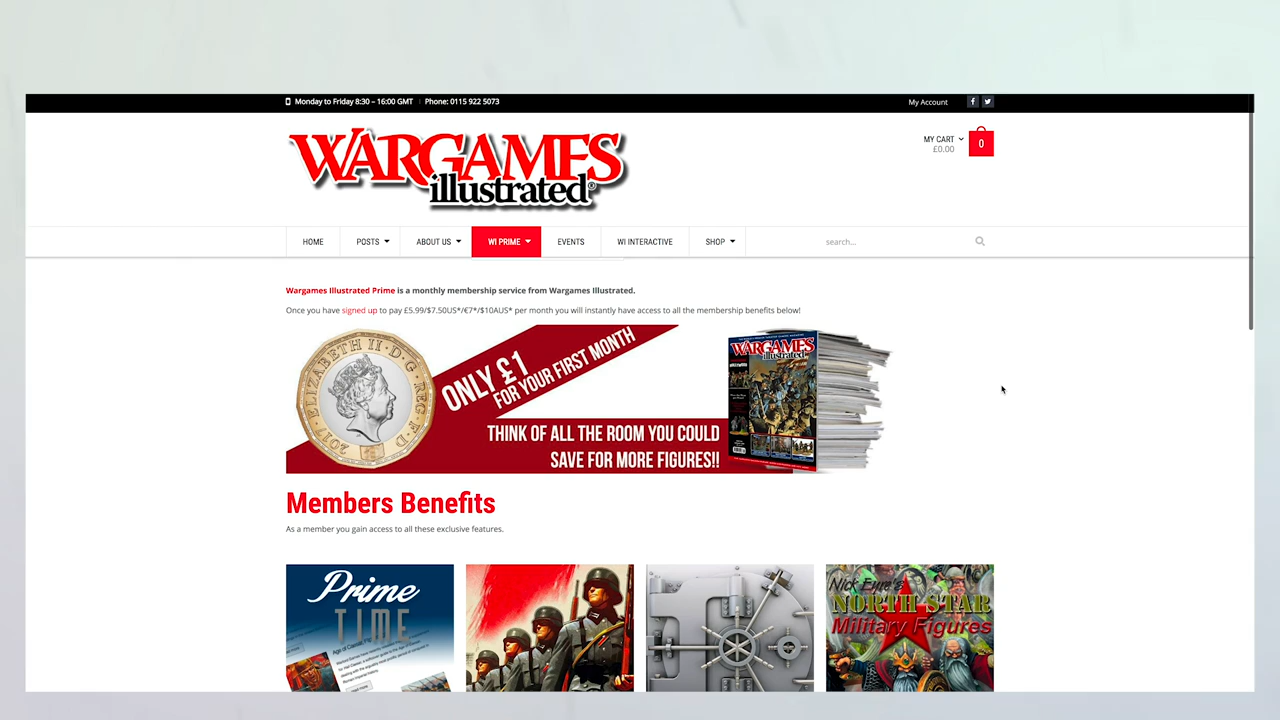 Monday to Friday 8:30 – 16:00 GMT | Phone: 0115 922 5073
My Account
WARGAMES
illustrated®
MY CART
£0.00
0
HOME
POSTS
ABOUT US
WI PRIME
EVENTS
WI INTERACTIVE
SHOP
search...
Wargames Illustrated Prime is a monthly membership service from Wargames Illustrated.
Once you have signed up to pay £5.99/$7.50US*/€7*/$10AUS* per month you will instantly have access to all the membership benefits below!
ELIZABETH II·D·G·REG·F·D·2017
ONLY £1
FOR YOUR FIRST MONTH
THINK OF ALL THE ROOM YOU COULD
SAVE FOR MORE FIGURES!!
WARGAMES
illustrated
Members Benefits
As a member you gain access to all these exclusive features.
Prime
TIME
Nick Eyre's
NORTH STAR
Military Figures